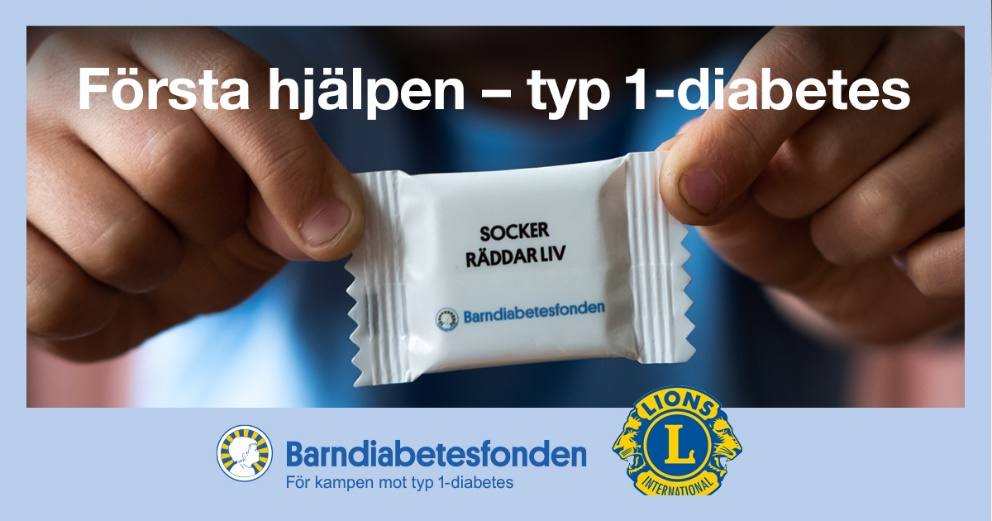 Första hjälpen – typ 1-diabetes
SOCKER
RÄDDAR LIV
Barndiabetesfonden
Barndiabetesfonden
För kampen mot typ 1-diabetes
LIONS
L
INTERNATIONAL